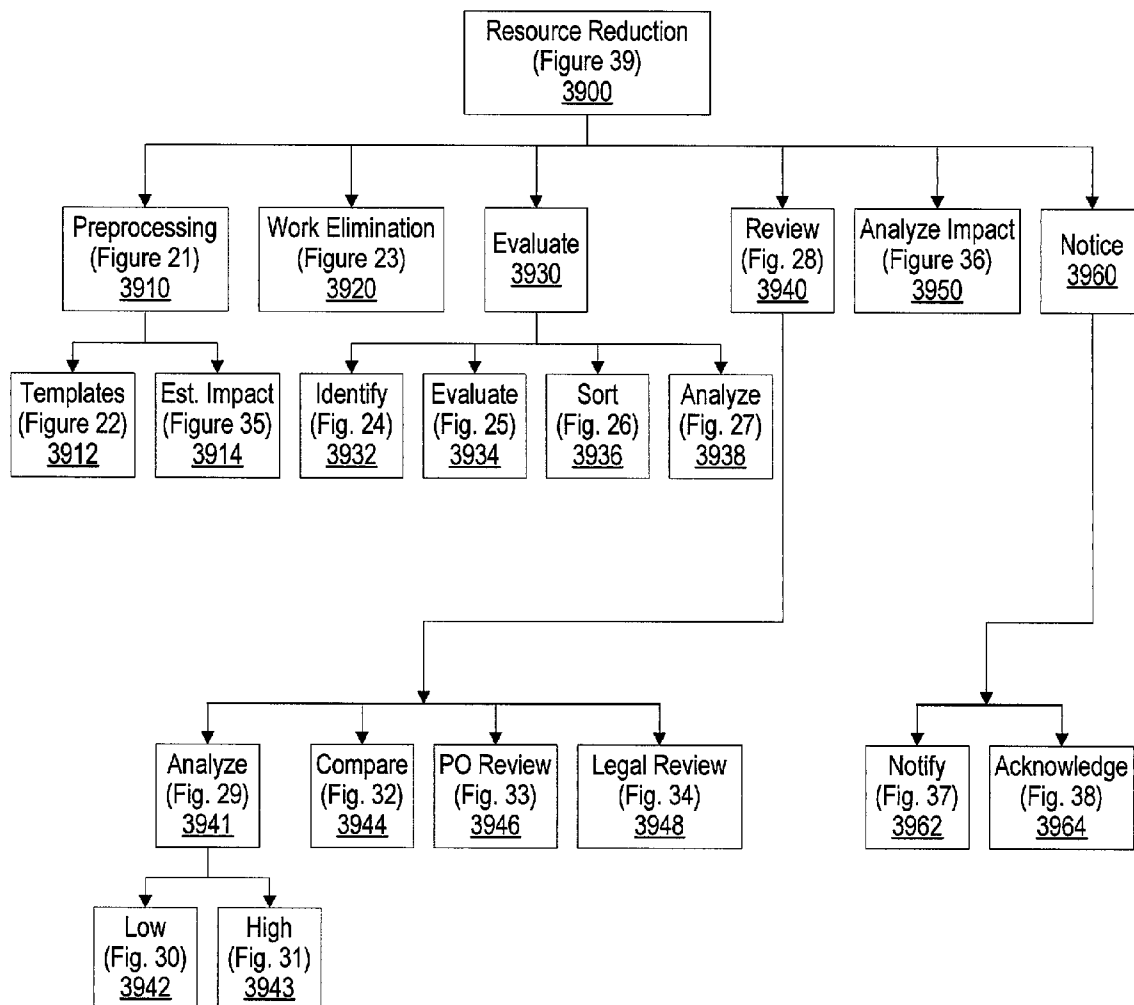 Resource Reduction
(Figure 39)
3900
Preprocessing
(Figure 21)
3910
Work Elimination
(Figure 23)
3920
Evaluate
3930
Review
(Fig. 28)
3940
Analyze Impact
(Figure 36)
3950
Notice
3960
Templates
(Figure 22)
3912
Est. Impact
(Figure 35)
3914
Identify
(Fig. 24)
3932
Evaluate
(Fig. 25)
3934
Sort
(Fig. 26)
3936
Analyze
(Fig. 27)
3938
Analyze
(Fig. 29)
3941
Compare
(Fig. 32)
3944
PO Review
(Fig. 33)
3946
Legal Review
(Fig. 34)
3948
Notify
(Fig. 37)
3962
Acknowledge
(Fig. 38)
3964
Low
(Fig. 30)
3942
High
(Fig. 31)
3943